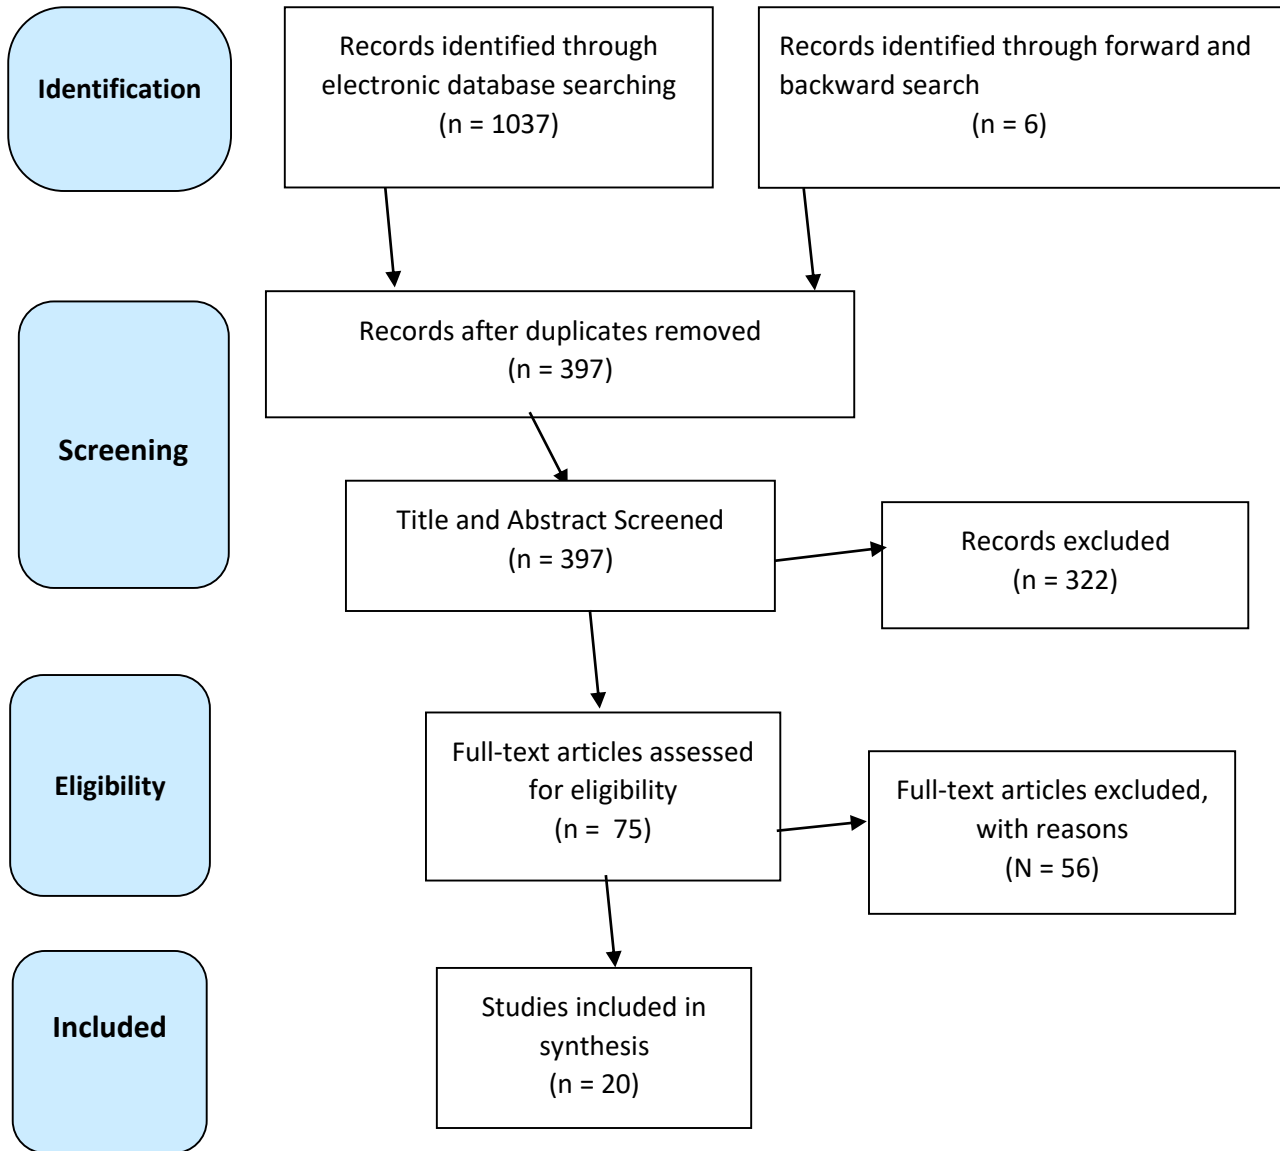 Identification
Records identified through
electronic database searching
(n = 1037)
Records identified through forward and
backward search
(n = 6)
Screening
Records after duplicates removed
(n = 397)
Title and Abstract Screened
(n = 397)
Records excluded
(n = 322)
Eligibility
Full-text articles assessed
for eligibility
(n =  75)
Full-text articles excluded,
with reasons
(N = 56)
Included
Studies included in
synthesis
(n = 20)